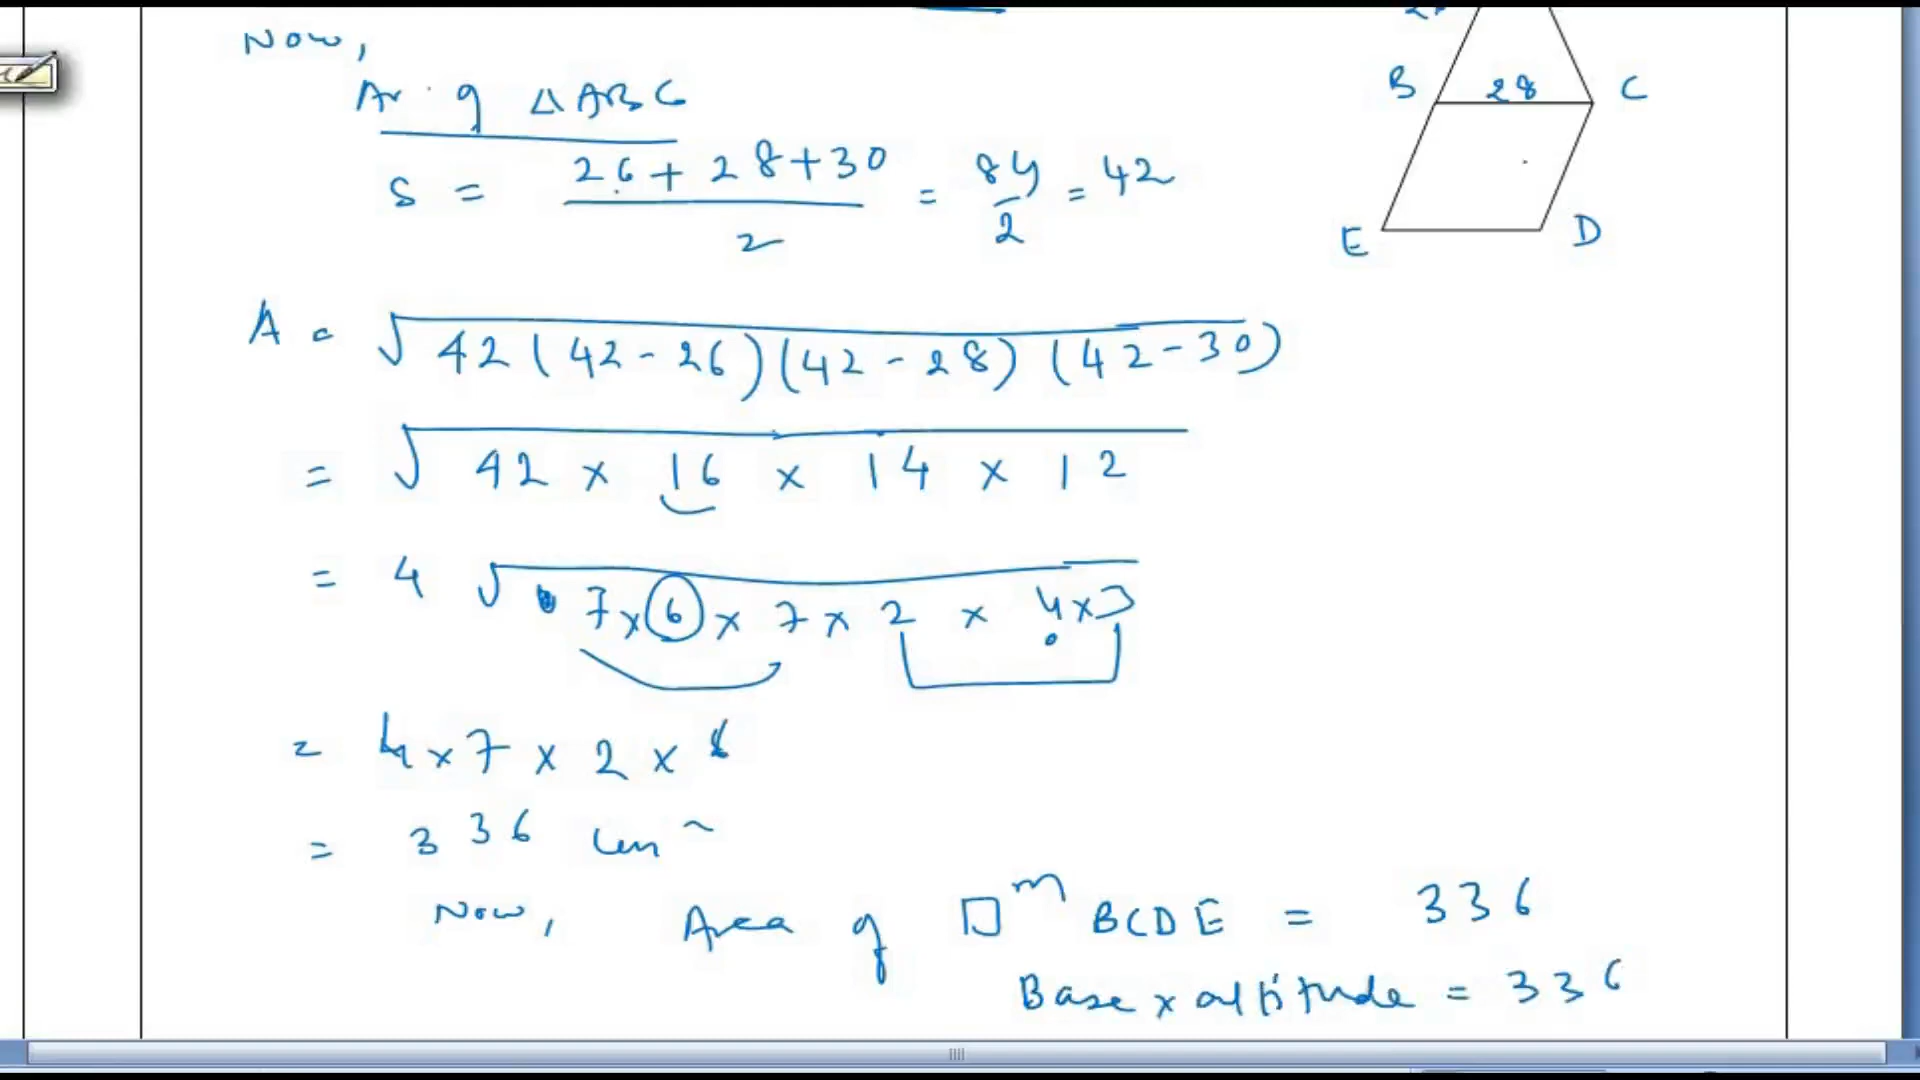 Now,
Ar of △ABC
S = 26 + 28 + 30 / 2 = 84/2 = 42
A = √42(42 - 26)(42 - 28)(42 - 30)
= √42 × 16 × 14 × 12
= 4 √7 × 6 × 7 × 2 × 4 × 3
= 4 × 7 × 2 × 6
= 336 cm²
Now, Area of □ᵐ BCDE = 336
Base × altitude = 336
B 28 C
E D